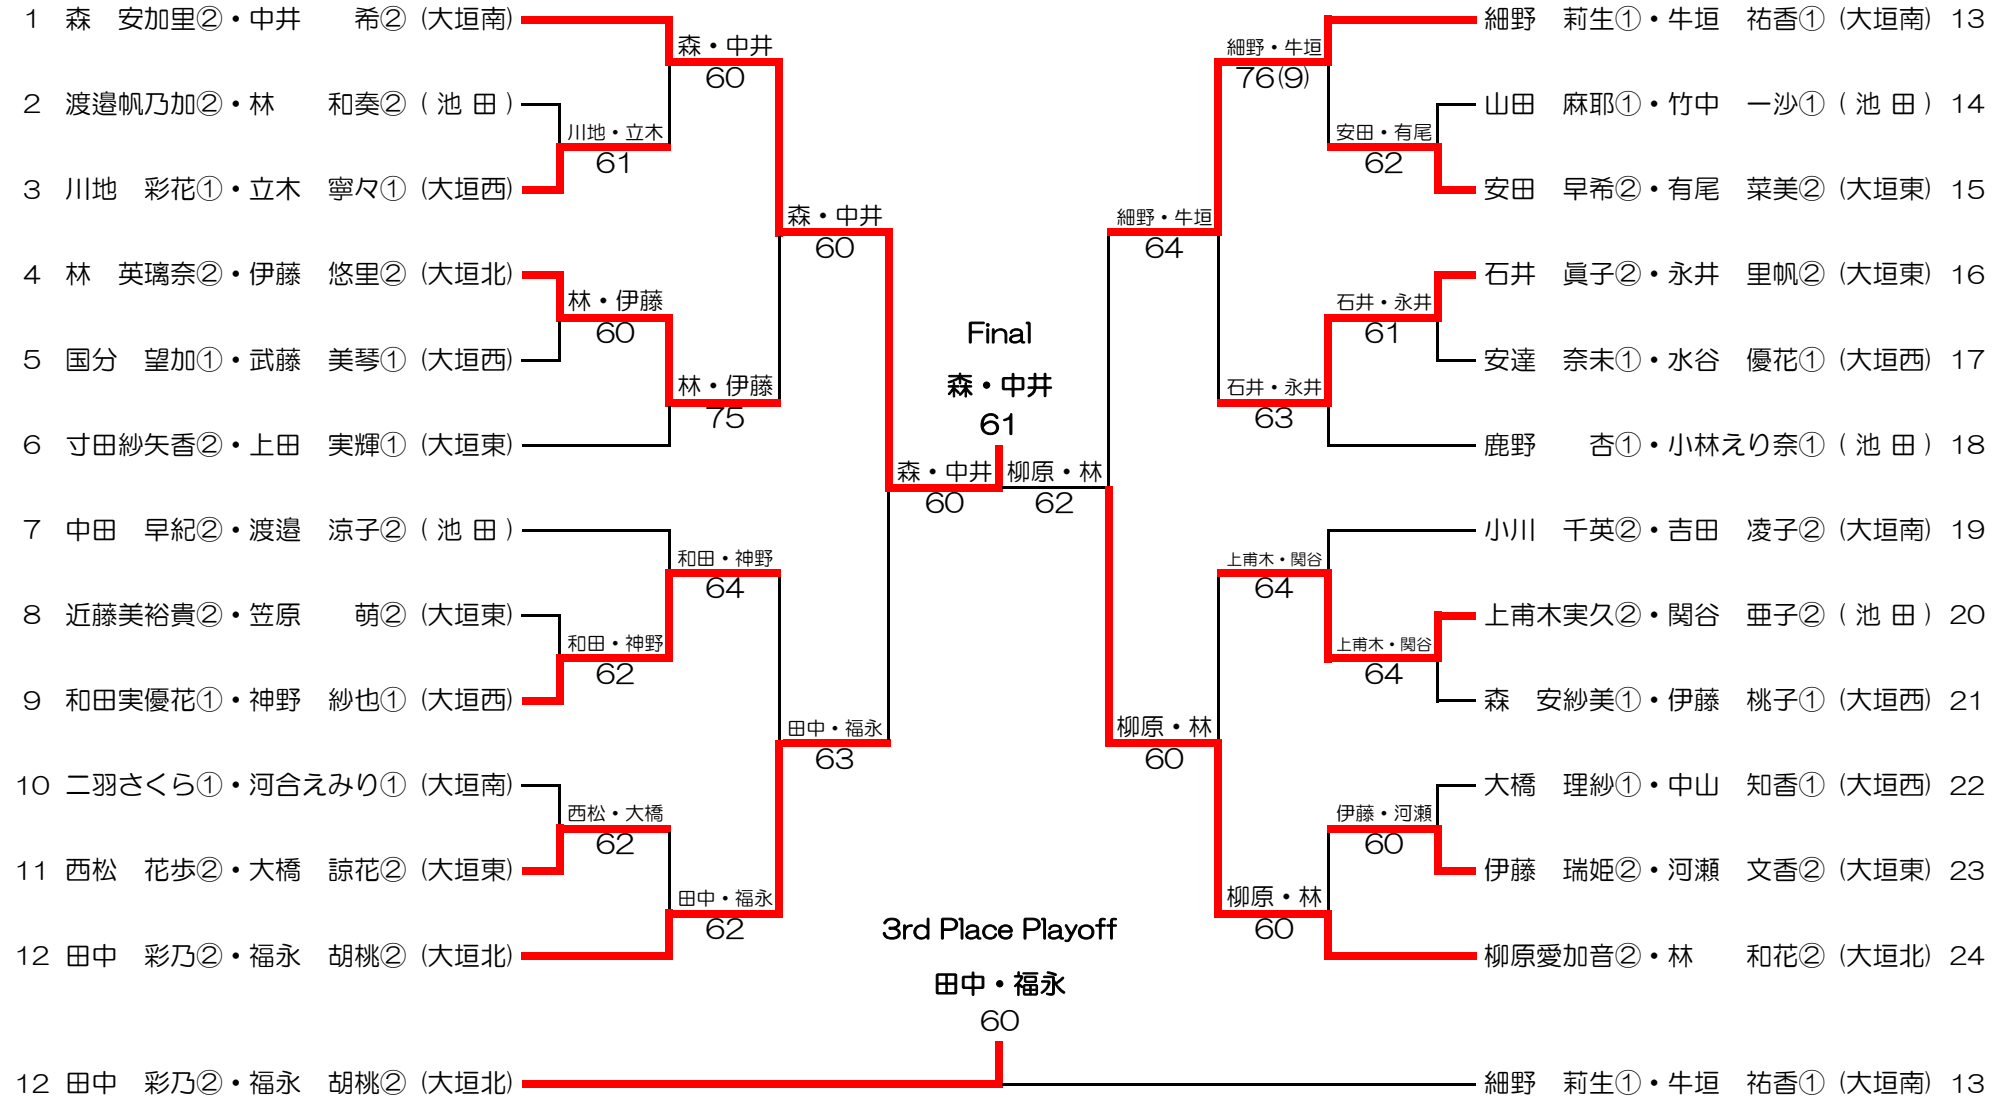 1 森　安加里②・中井　　希② (大垣南)
2 渡邉帆乃加②・林　　和奏② ( 池 田 )
3 川地　彩花①・立木　寧々① (大垣西)
4 林　英璃奈②・伊藤　悠里② (大垣北)
5 国分　望加①・武藤　美琴① (大垣西)
6 寸田紗矢香②・上田　実輝① (大垣東)
7 中田　早紀②・渡邉　涼子② ( 池 田 )
8 近藤美裕貴②・笠原　　萌② (大垣東)
9 和田実優花①・神野　紗也① (大垣西)
10 二羽さくら①・河合えみり① (大垣南)
11 西松　花歩②・大橋　諒花② (大垣東)
12 田中　彩乃②・福永　胡桃② (大垣北)
川地・立木
61
林・伊藤
60
和田・神野
62
西松・大橋
62
森・中井
60
林・伊藤
75
和田・神野
64
田中・福永
62
森・中井
60
田中・福永
63
森・中井
60
Final
森・中井
61
柳原・林
62
細野・牛垣
64
柳原・林
60
細野・牛垣
76(9)
石井・永井
63
上甫木・関谷
64
柳原・林
60
安田・有尾
62
石井・永井
61
上甫木・関谷
64
伊藤・河瀬
60
細野　莉生①・牛垣　祐香① (大垣南) 13
山田　麻耶①・竹中　一沙① ( 池 田 ) 14
安田　早希②・有尾　菜美② (大垣東) 15
石井　眞子②・永井　里帆② (大垣東) 16
安達　奈未①・水谷　優花① (大垣西) 17
鹿野　　杏①・小林えり奈① ( 池 田 ) 18
小川　千英②・吉田　凌子② (大垣南) 19
上甫木実久②・関谷　亜子② ( 池 田 ) 20
森　安紗美①・伊藤　桃子① (大垣西) 21
大橋　理紗①・中山　知香① (大垣西) 22
伊藤　瑞姫②・河瀬　文香② (大垣東) 23
柳原愛加音②・林　　和花② (大垣北) 24
3rd Place Playoff
田中・福永
60
12 田中　彩乃②・福永　胡桃② (大垣北)
細野　莉生①・牛垣　祐香① (大垣南) 13